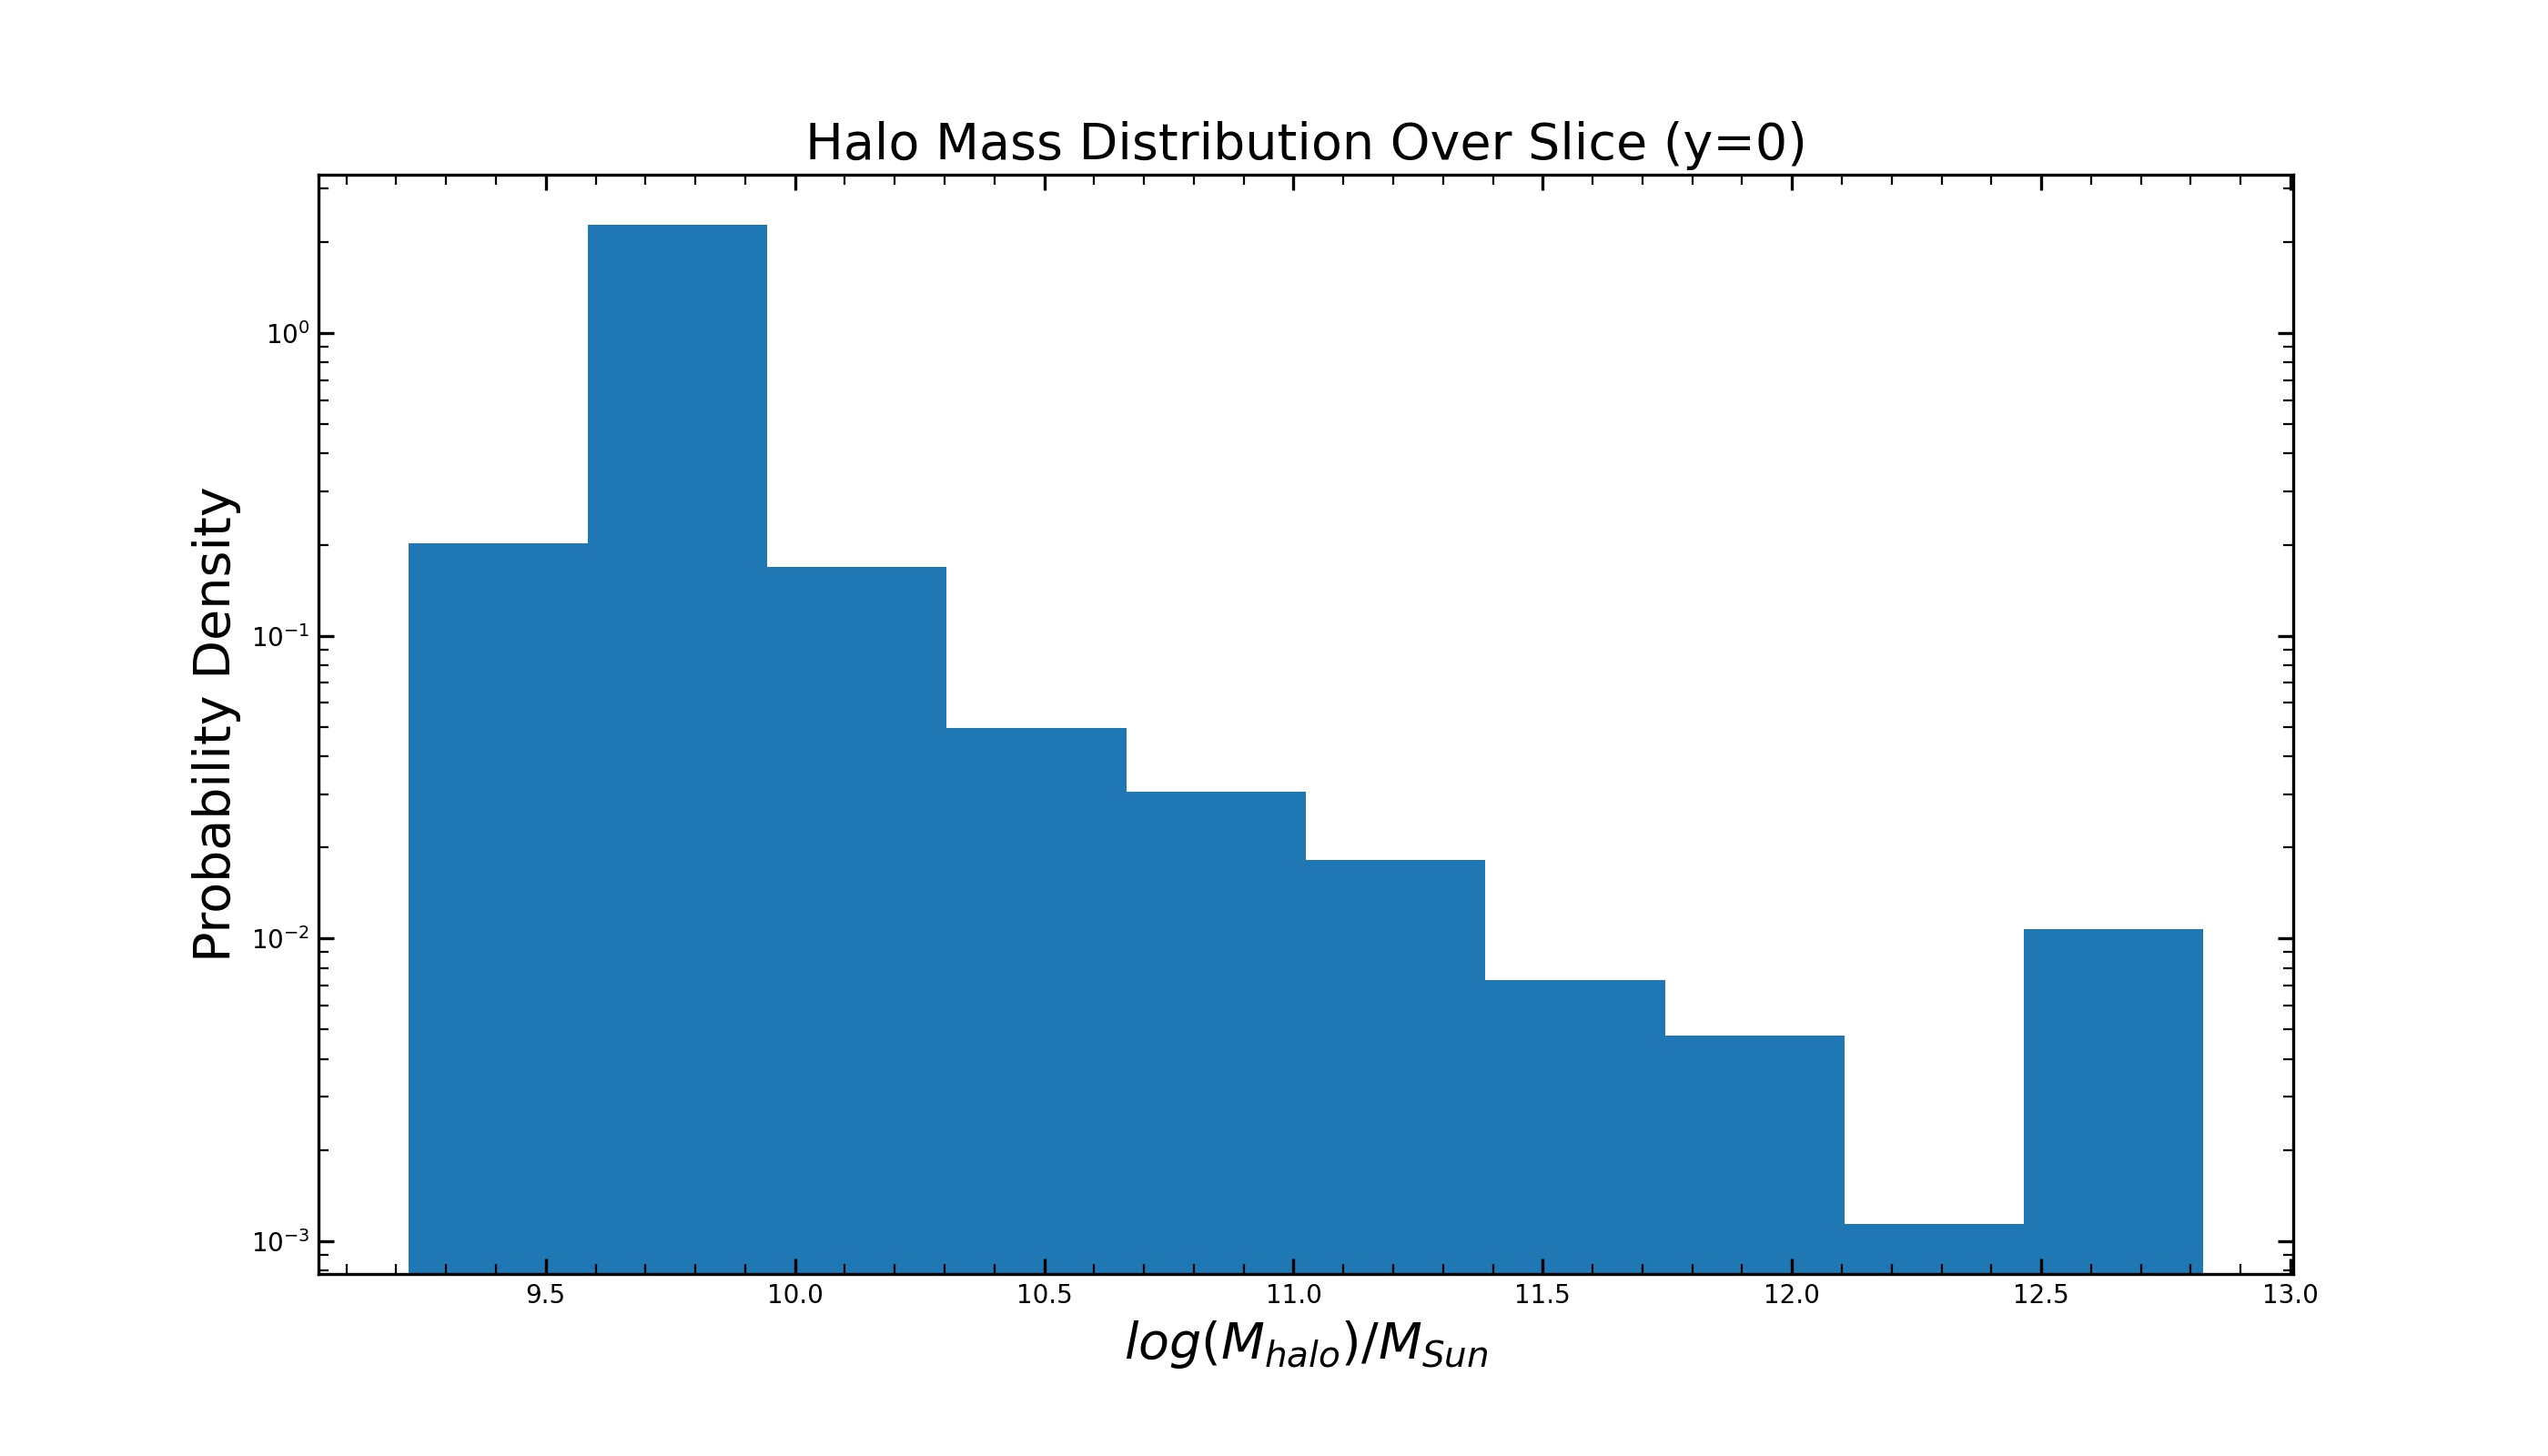 Halo Mass Distribution Over Slice (y=0)
Probability Density
10⁰
10⁻¹
10⁻²
10⁻³
9.5 10.0 10.5 11.0 11.5 12.0 12.5 13.0
log(M_halo)/M_Sun